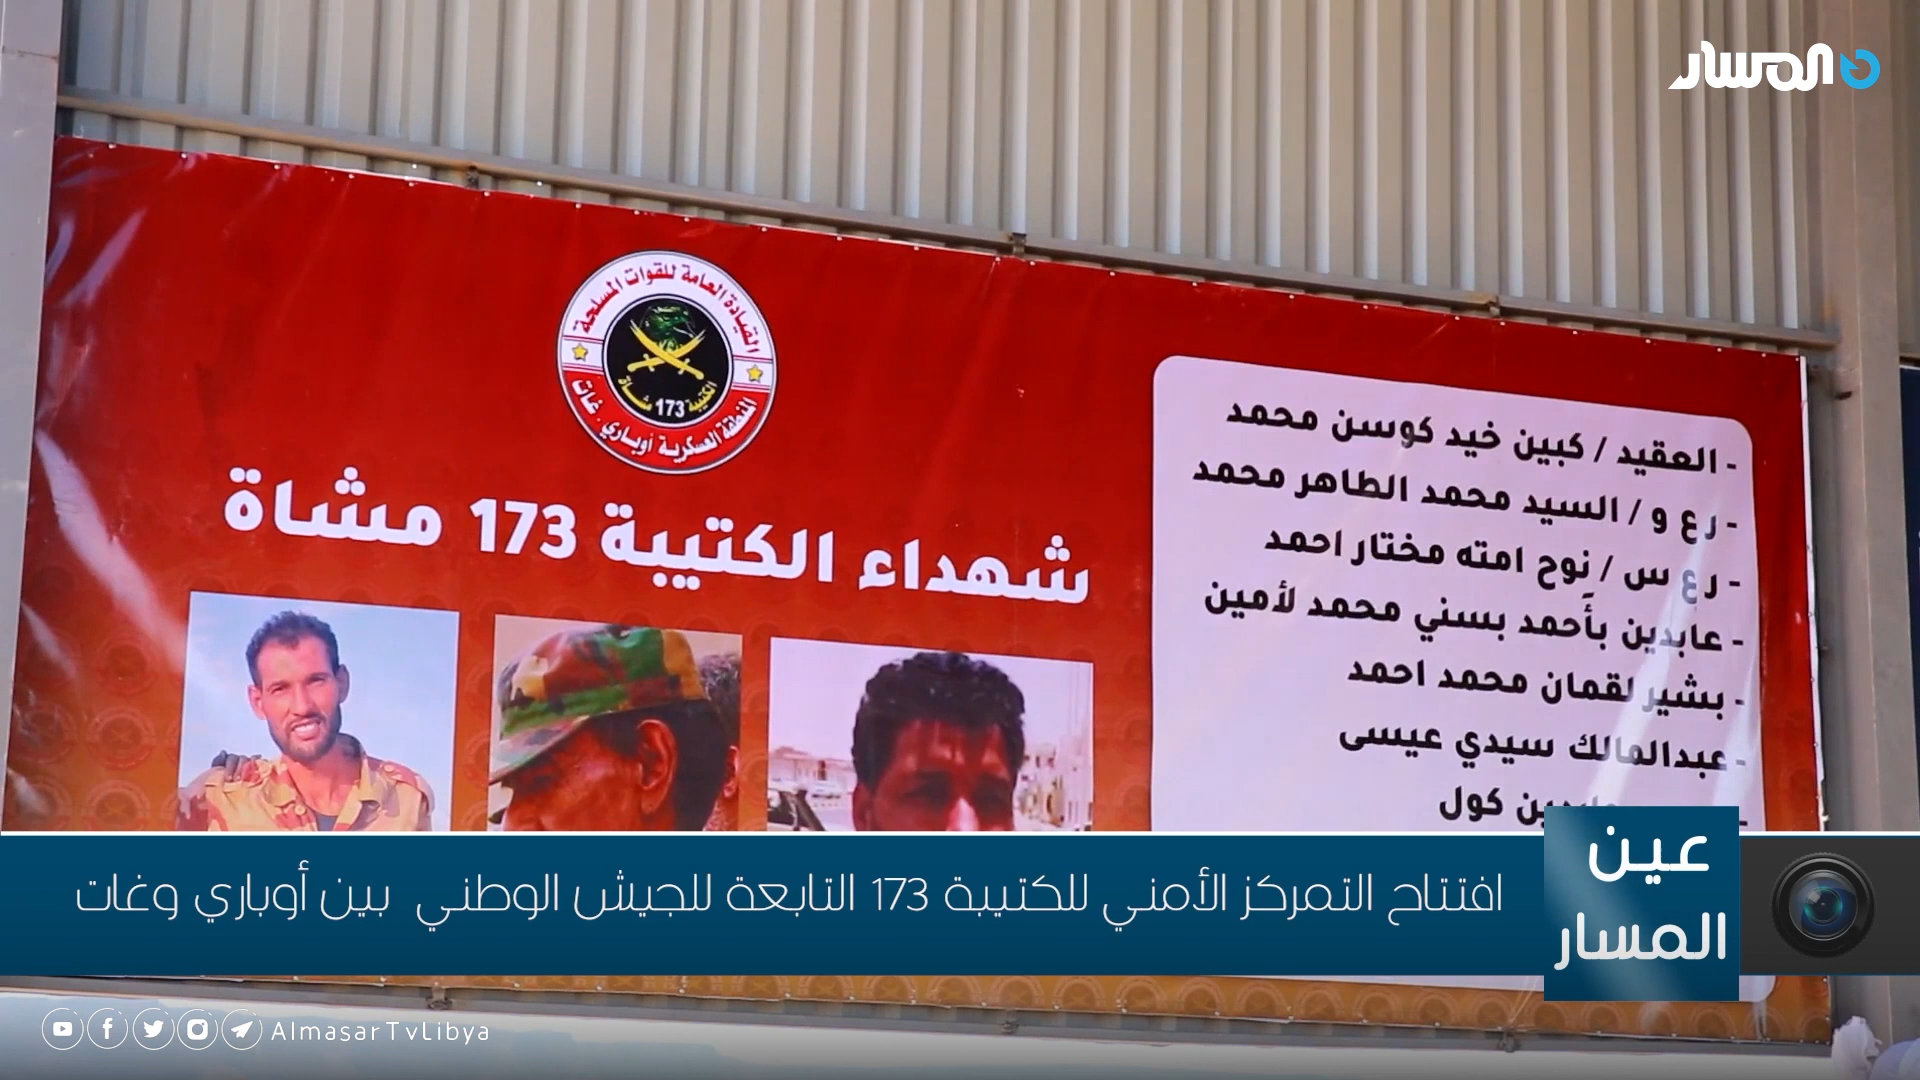 المسار
القيادة العامة للقوات المسلحة
الكتيبة 173 مشاة
المنطقة العسكرية أوباري . غات
شهداء الكتيبة 173 مشاة
- العقيد / كبين خيد كوسن محمد
- ر ع و / السيد محمد الطاهر محمد
- ر ع س / نوح امته مختار احمد
- عابدين بأحمد بسني محمد لأمين
- بشير لقمان محمد احمد
- عبدالمالك سيدي عيسى
كول
عين
المسار
افتتاح التمركز الأمني للكتيبة 173 التابعة للجيش الوطني بين أوباري وغات
AlmasarTvLibya